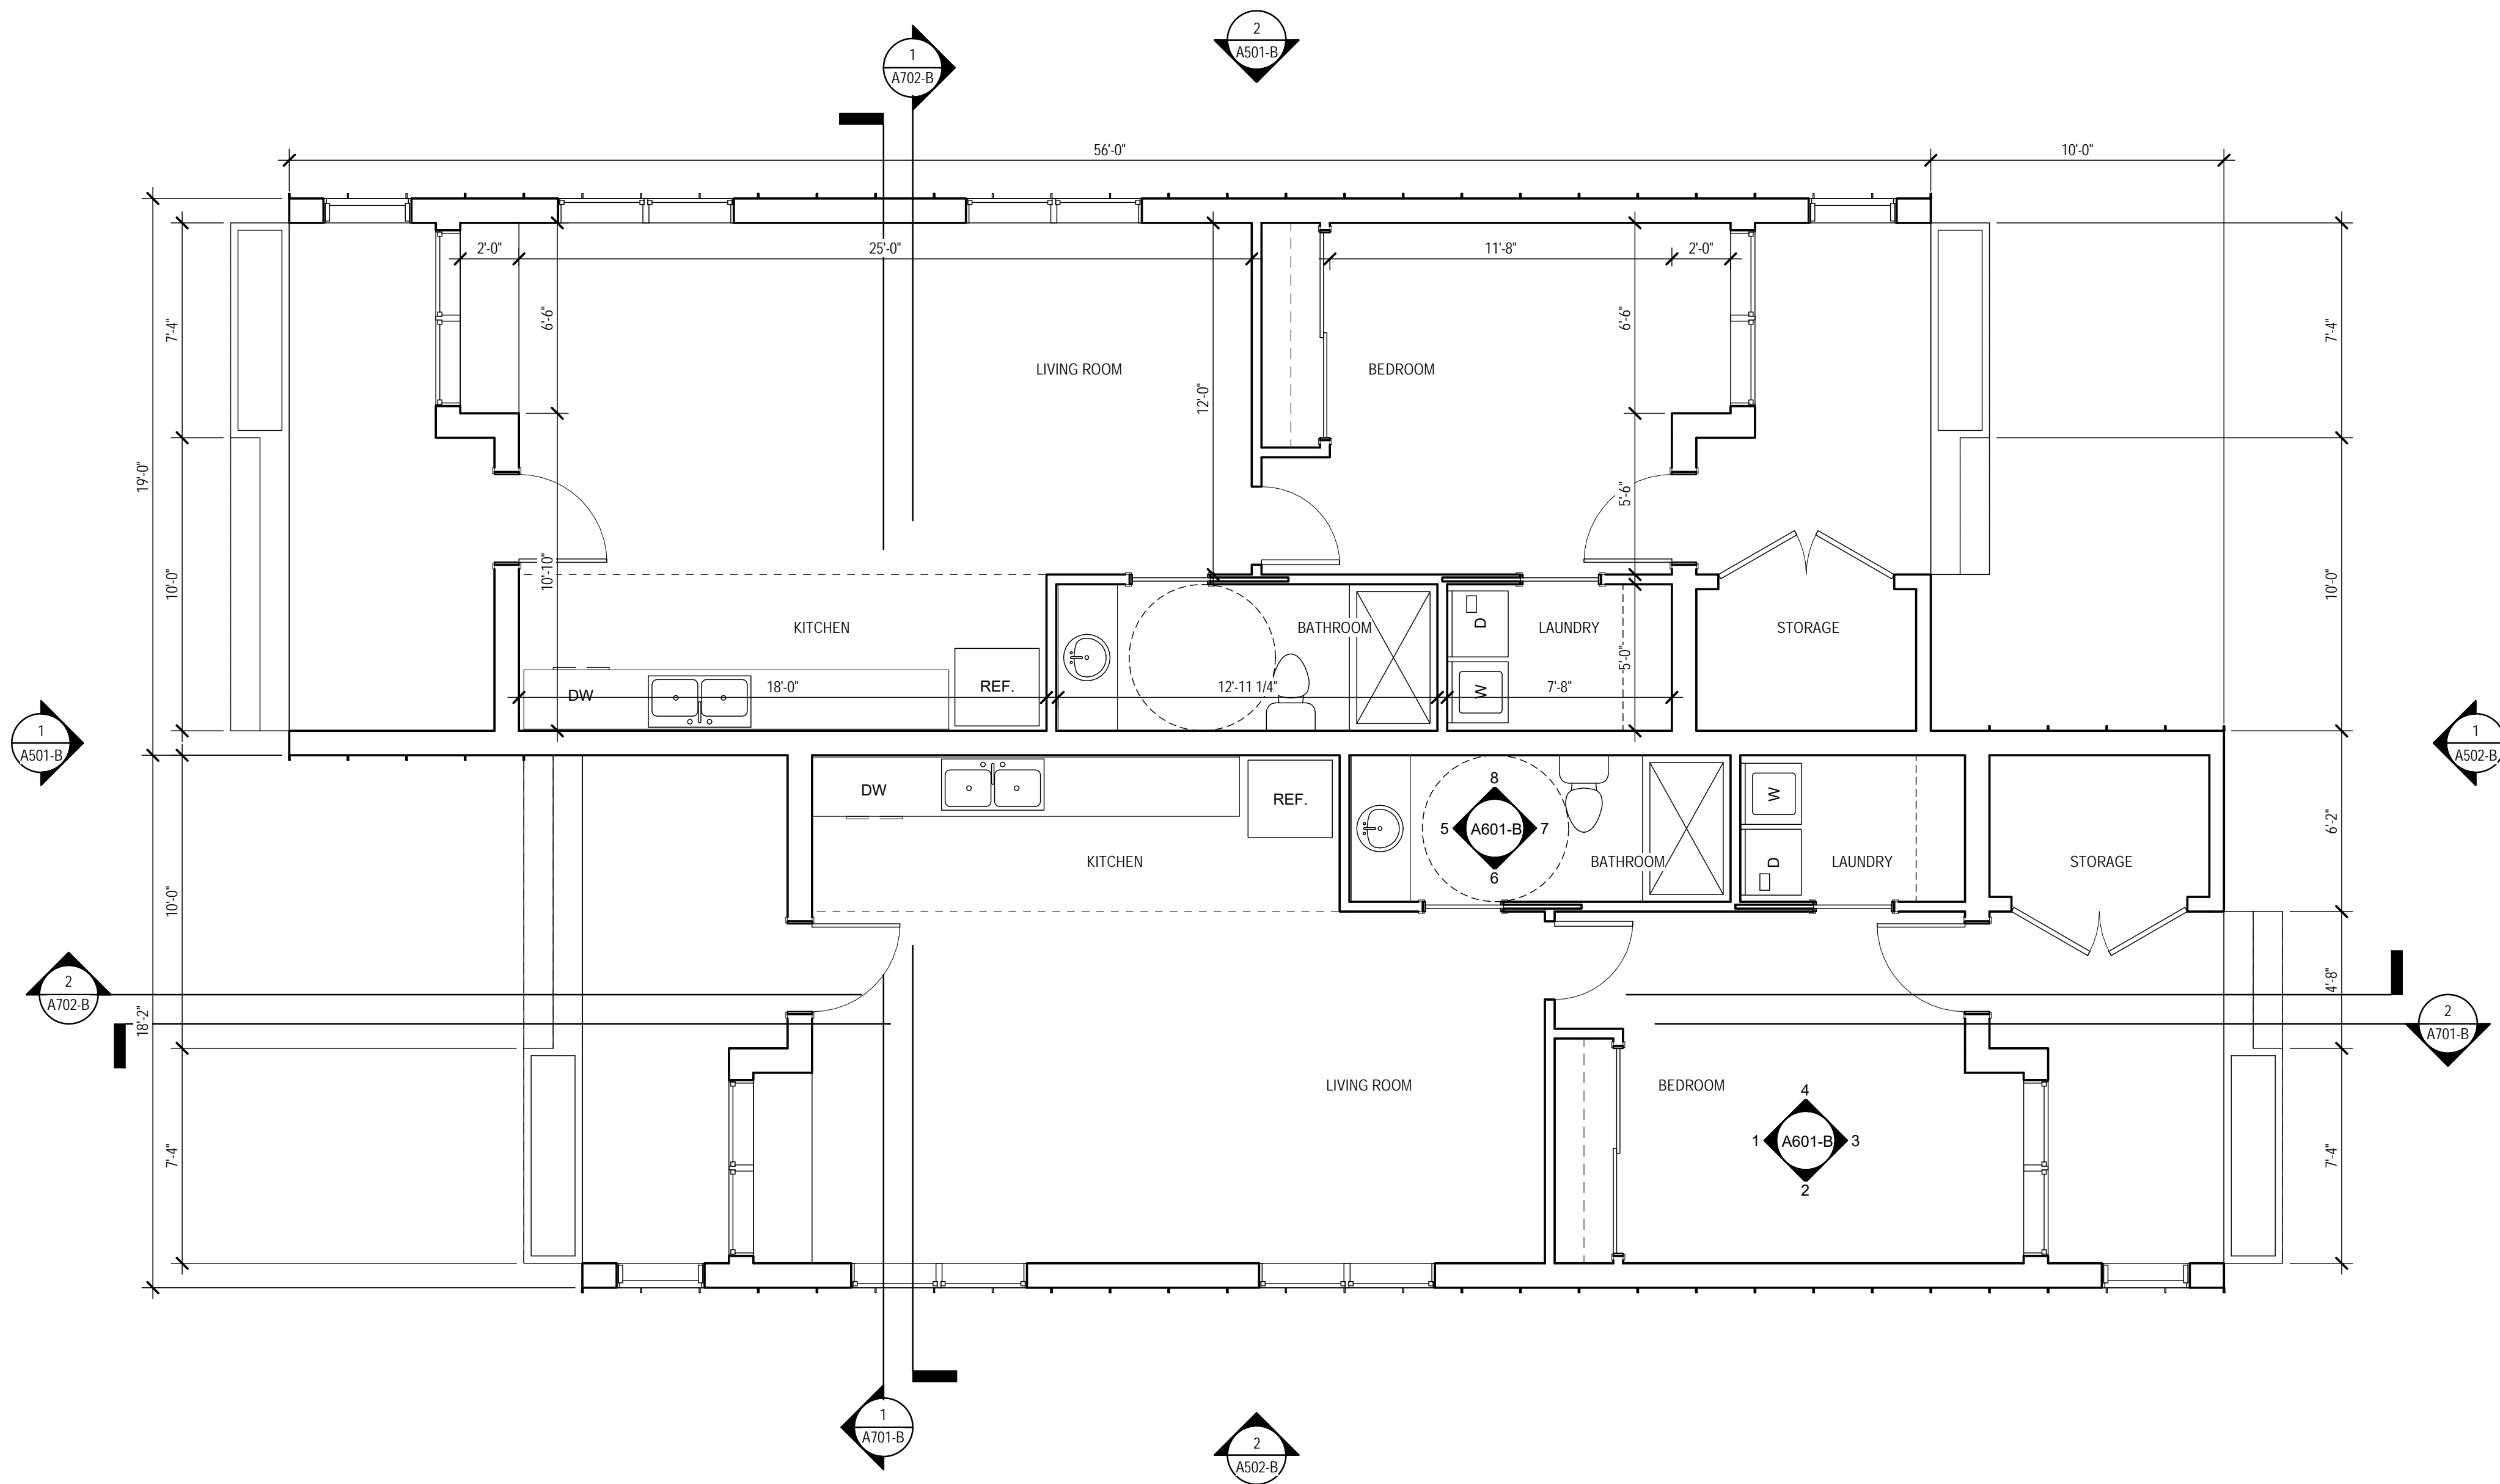 2
A501-B
1
A702-B
56'-0"
10'-0"
2'-0"
25'-0"
11'-8"
2'-0"
7'-4"
6'-6"
6'-6"
7'-4"
LIVING ROOM
12'-0"
BEDROOM
19'-0"
5'-6"
10'-0"
10'-10"
10'-0"
KITCHEN
BATHROOM
D
LAUNDRY
STORAGE
5'-0"
DW
18'-0"
REF.
12'-11 1/4"
W
7'-8"
1
A501-B
1
A502-B
DW
REF.
8
5
A601-B
7
6
W
6'-2"
KITCHEN
BATHROOM
D
LAUNDRY
STORAGE
10'-0"
2
A702-B
4'-8"
18'-2"
2
A701-B
LIVING ROOM
BEDROOM
4
1
A601-B
3
2
7'-4"
7'-4"
1
A701-B
2
A502-B